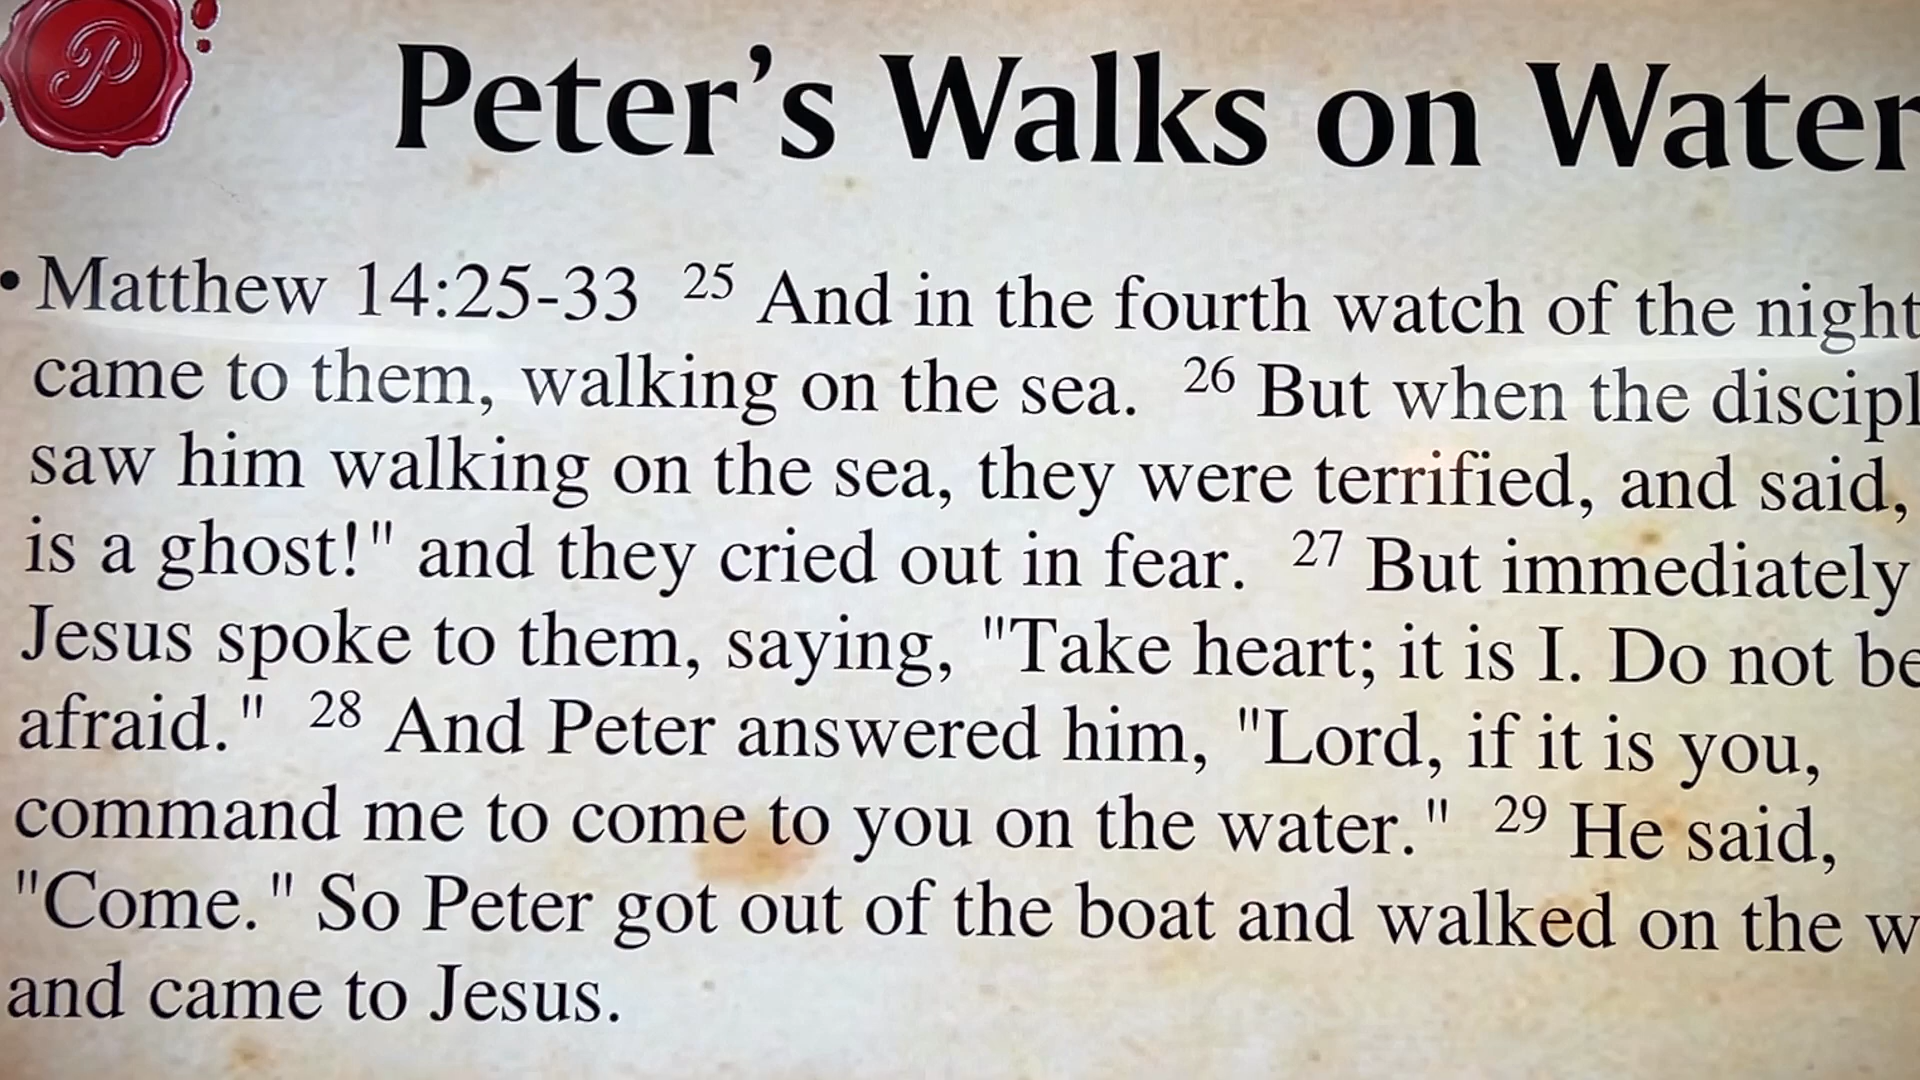 P
Peter's Walks on Water
• Matthew 14:25-33 25 And in the fourth watch of the night
came to them, walking on the sea. 26 But when the discipl
saw him walking on the sea, they were terrified, and said,
is a ghost!" and they cried out in fear. 27 But immediately
Jesus spoke to them, saying, "Take heart; it is I. Do not be
afraid." 28 And Peter answered him, "Lord, if it is you,
command me to come to you on the water." 29 He said,
"Come." So Peter got out of the boat and walked on the w
and came to Jesus.